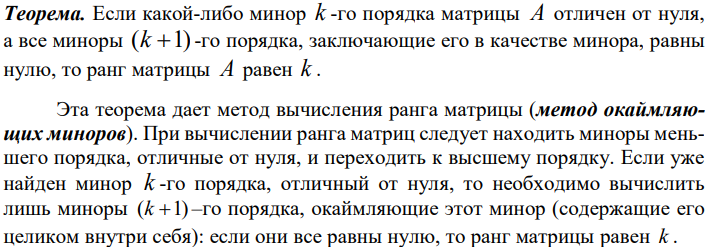 Теорема. Если какой-либо минор k -го порядка матрицы A отличен от нуля,
а все миноры (k +1) -го порядка, заключающие его в качестве минора, равны
нулю, то ранг матрицы A равен k .
Эта теорема дает метод вычисления ранга матрицы (метод окаймляю-
щих миноров). При вычислении ранга матриц следует находить миноры мень-
шего порядка, отличные от нуля, и переходить к высшему порядку. Если уже
найден минор k -го порядка, отличный от нуля, то необходимо вычислить
лишь миноры (k +1) –го порядка, окаймляющие этот минор (содержащие его
целиком внутри себя): если они все равны нулю, то ранг матрицы равен k .